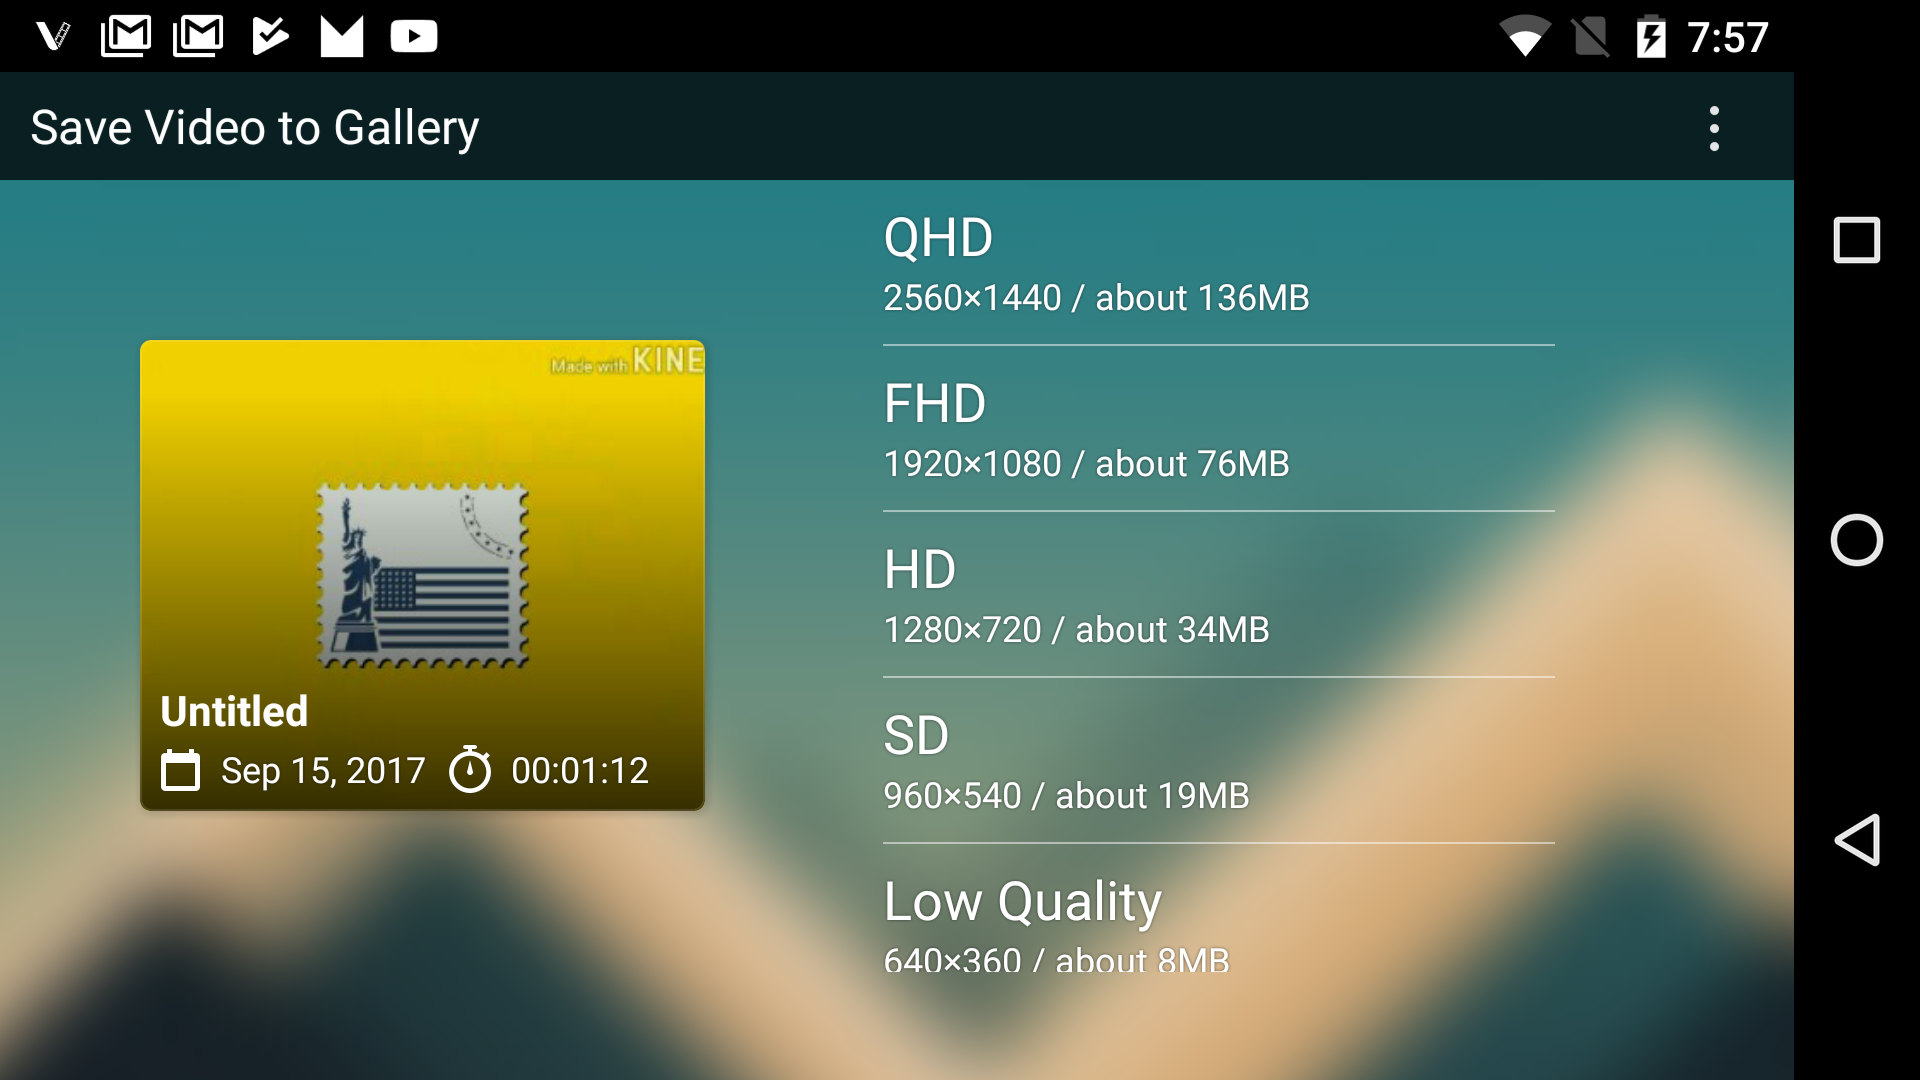 7:57
Save Video to Gallery
Made with KINE
Untitled
Sep 15, 2017 00:01:12
QHD
2560×1440 / about 136MB
FHD
1920×1080 / about 76MB
HD
1280×720 / about 34MB
SD
960×540 / about 19MB
Low Quality
640×360 / about 8MB